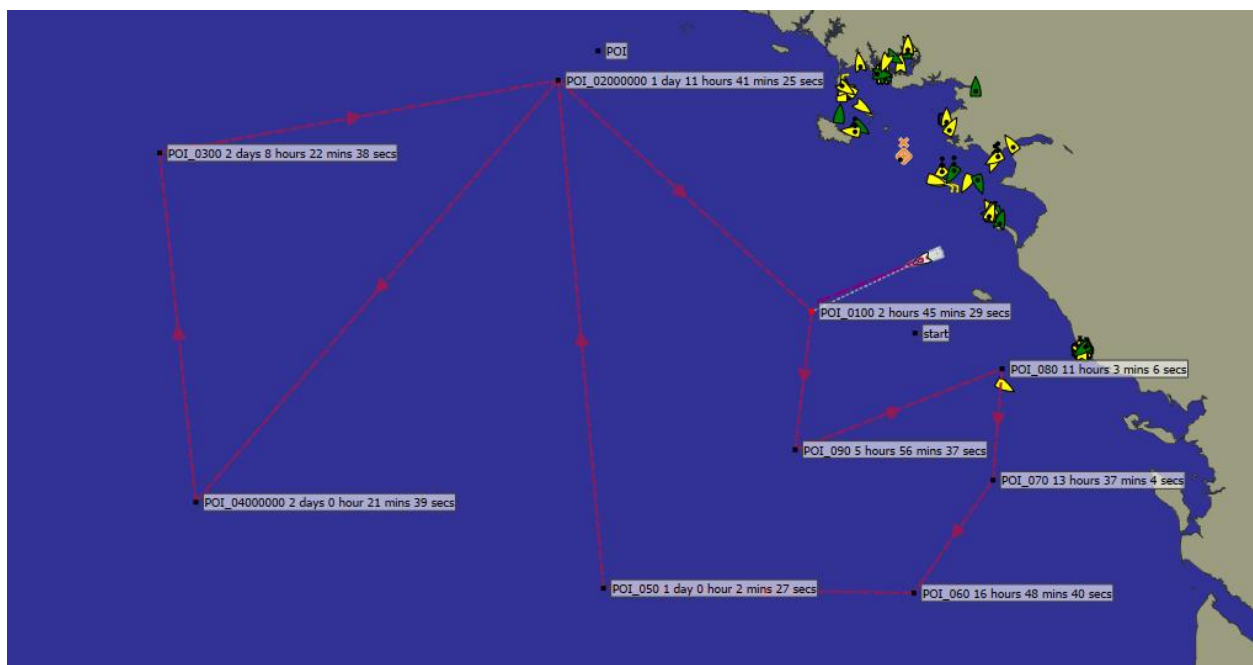 POI
POI_02000000 1 day 11 hours 41 mins 25 secs
POI_0300 2 days 8 hours 22 mins 38 secs
POI_0100 2 hours 45 mins 29 secs
start
POI_080 11 hours 3 mins 6 secs
POI_090 5 hours 56 mins 37 secs
POI_070 13 hours 37 mins 4 secs
POI_04000000 2 days 0 hour 21 mins 39 secs
POI_050 1 day 0 hour 2 mins 27 secs
POI_060 16 hours 48 mins 40 secs